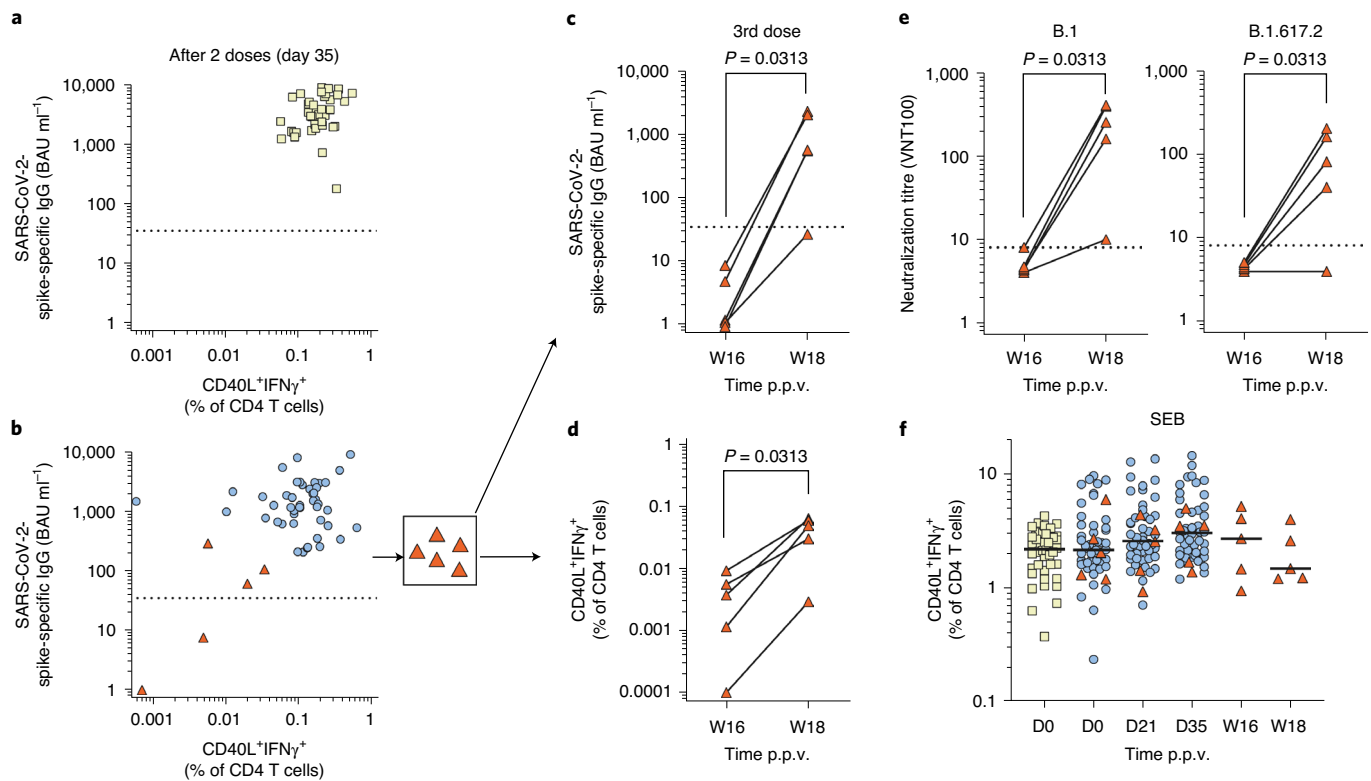 a
After 2 doses (day 35)
SARS-CoV-2-
spike-specific IgG (BAU ml⁻¹)
10,000
1,000
100
10
1
0.001 0.01 0.1 1
CD40L⁺IFNγ⁺
(% of CD4 T cells)
b
SARS-CoV-2-
spike-specific IgG (BAU ml⁻¹)
10,000
1,000
100
10
1
0.001 0.01 0.1 1
CD40L⁺IFNγ⁺
(% of CD4 T cells)
c
3rd dose
P = 0.0313
SARS-CoV-2-
spike-specific IgG (BAU ml⁻¹)
10,000
1,000
100
10
1
W16 W18
Time p.p.v.
d
P = 0.0313
CD40L⁺IFNγ⁺
(% of CD4 T cells)
1
0.1
0.01
0.001
0.0001
W16 W18
Time p.p.v.
e
B.1
P = 0.0313
Neutralization titre (VNT100)
1,000
100
10
1
W16 W18
Time p.p.v.
B.1.617.2
P = 0.0313
1,000
100
10
1
W16 W18
Time p.p.v.
f
SEB
CD40L⁺IFNγ⁺
(% of CD4 T cells)
10
1
0.1
D0 D0 D21 D35 W16 W18
Time p.p.v.